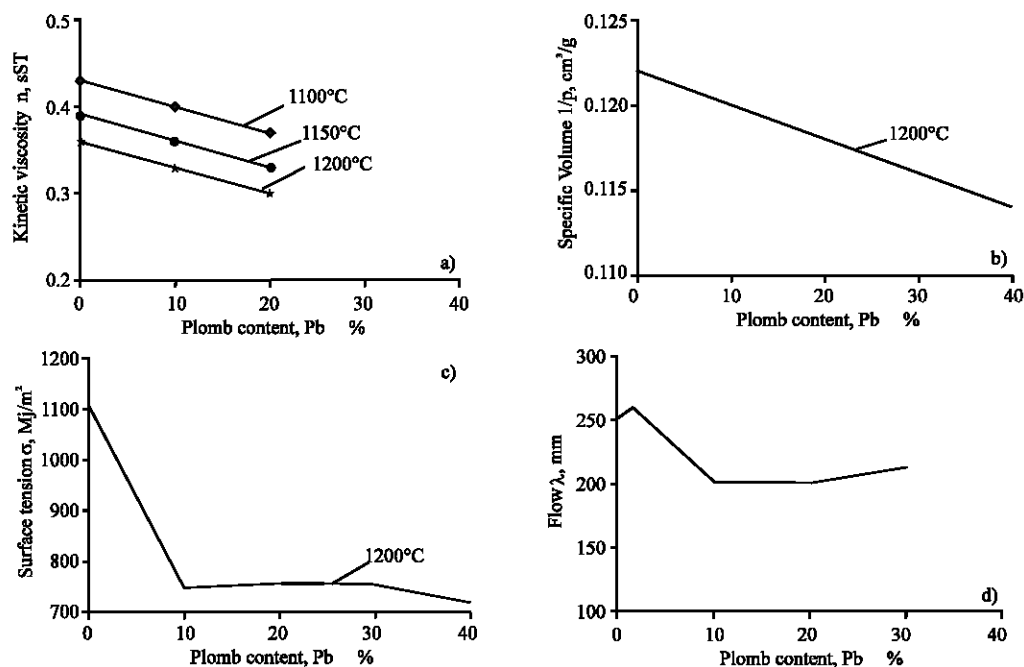 Kinetic viscosity n, sST
0.5
0.4
0.3
0.2
1100°C
1150°C
1200°C
a)
0 10 20 30 40
Plomb content, Pb %
Specific Volume 1/p, cm³/g
0.125
0.120
0.115
0.110
1200°C
b)
0 10 20 30 40
Plomb content, Pb %
Surface tension σ, Mj/m²
1200
1100
1000
900
800
700
c)
1200°C
0 10 20 30 40
Plomb content, Pb %
Flow λ, mm
300
250
200
150
100
d)
0 10 20 30 40
Plomb content, Pb %